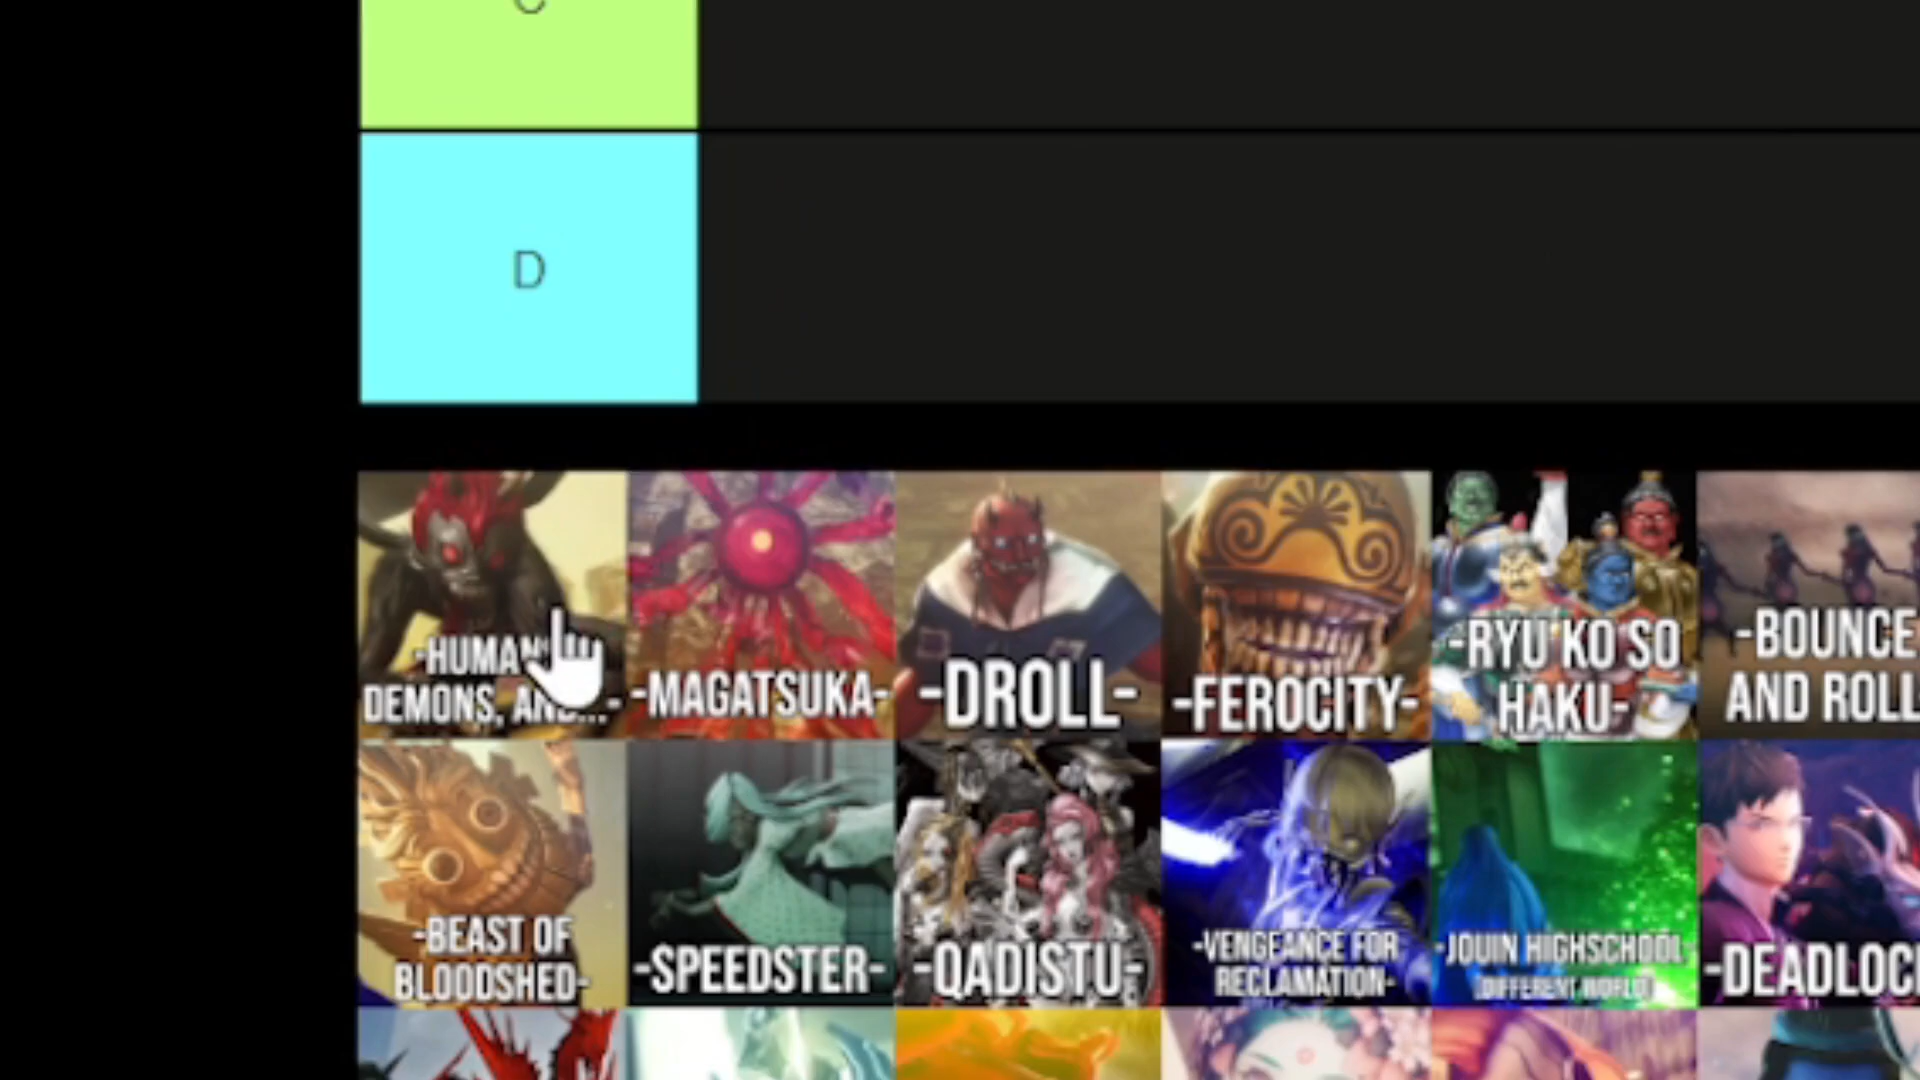 C
D
-HUMAN
DEMONS, AND...-
-MAGATSUKA-
-DROLL-
-FEROCITY-
-RYU KO SO
HAKU-
-BOUNCE
AND ROLL
-BEAST OF
BLOODSHED-
-SPEEDSTER-
-QADISTU-
-VENGEANCE FOR
RECLAMATION-
-JOUIN HIGHSCHOOL
[DIFFERENT WORLD]
-DEADLOC